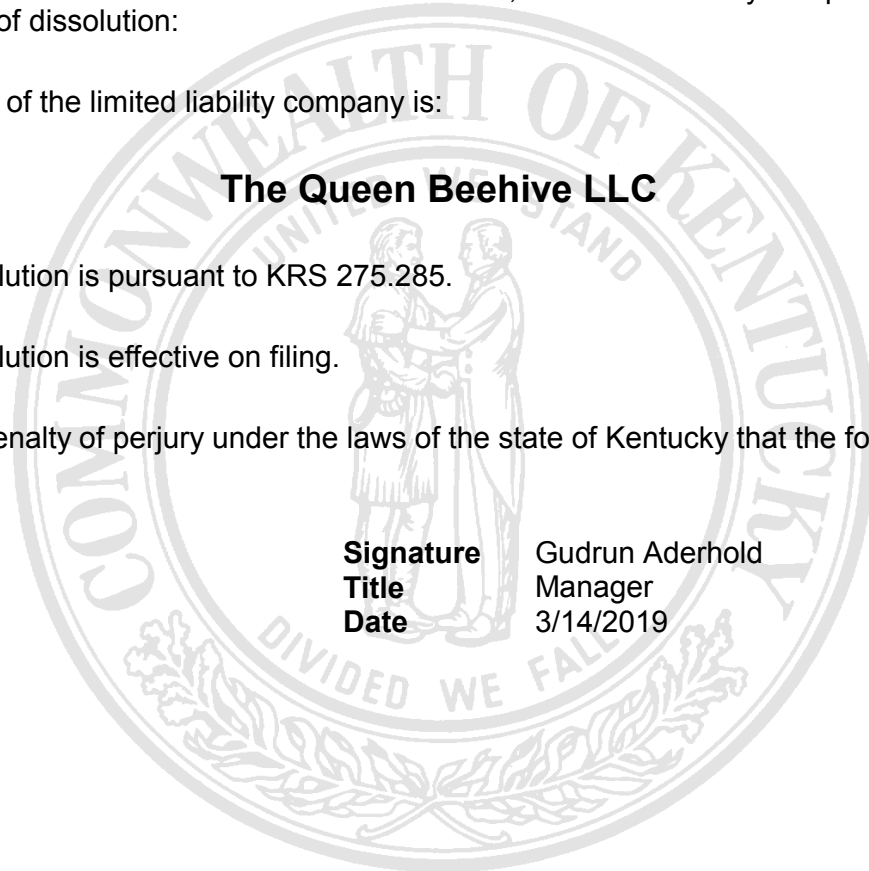 of dissolution:
of the limited liability company is:
The Queen Beehive LLC
lution is pursuant to KRS 275.285.
lution is effective on filing.
enalty of perjury under the laws of the state of Kentucky that the fo
Signature Gudrun Aderhold
Title Manager
Date 3/14/2019
COMMONWEALTH OF KENTUCKY
UNITED WE STAND
DIVIDED WE FALL